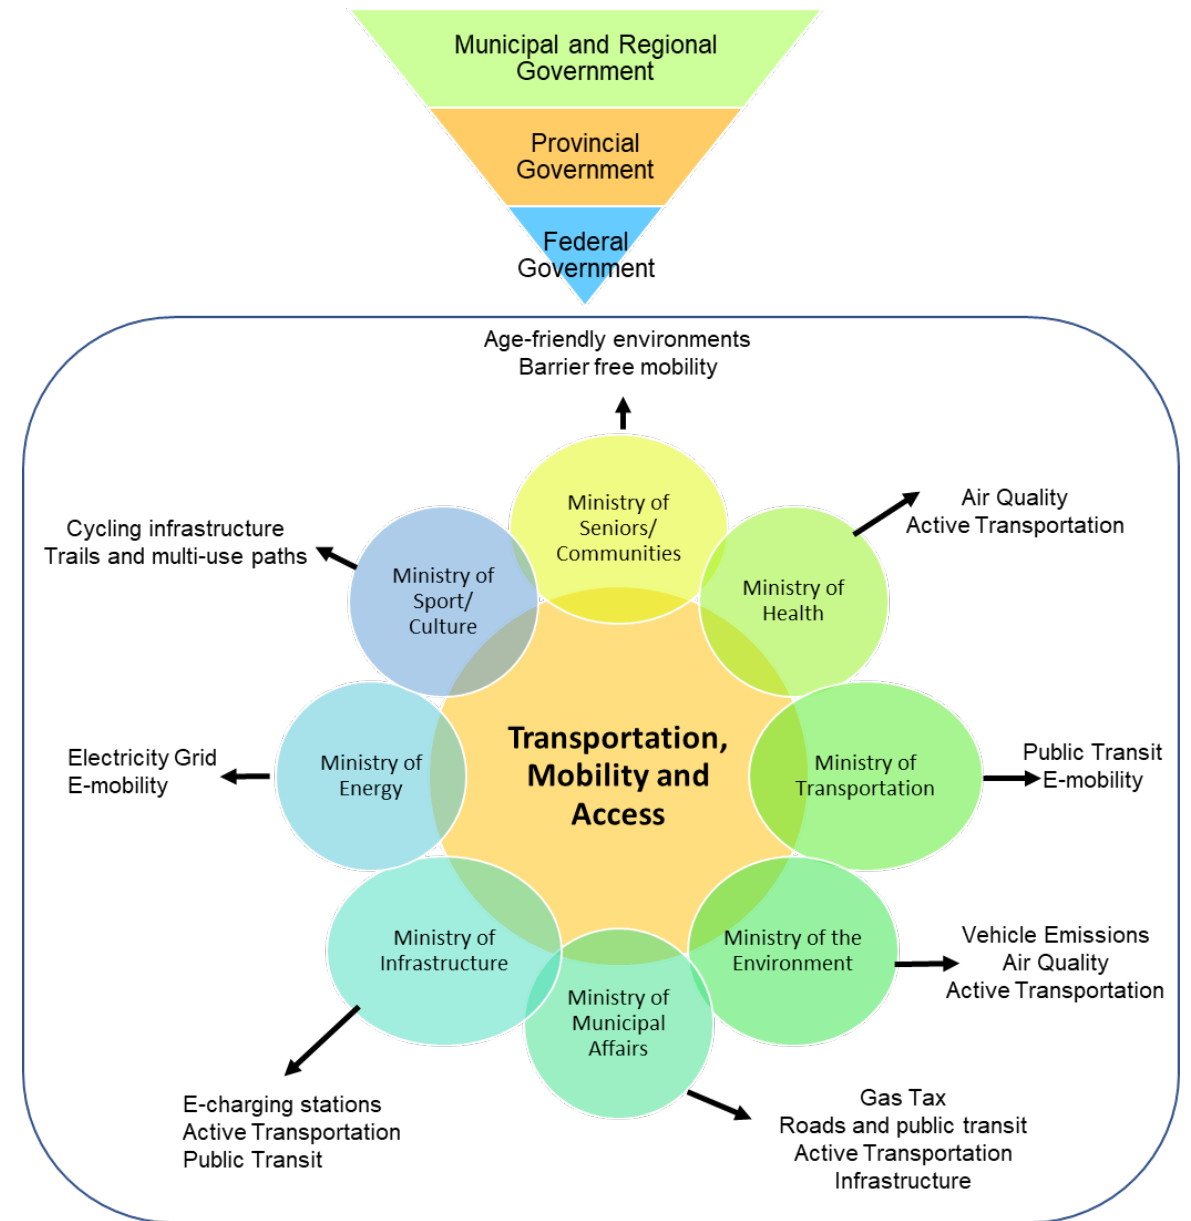 Municipal and Regional
Government
Provincial
Government
Federal
Government
Age-friendly environments
Barrier free mobility
Ministry of
Seniors/
Communities
Air Quality
Active Transportation
Ministry of
Health
Cycling infrastructure
Trails and multi-use paths
Ministry of
Sport/
Culture
Transportation,
Mobility and
Access
Ministry of
Transportation
Public Transit
E-mobility
Electricity Grid
E-mobility
Ministry of
Energy
Ministry of the
Environment
Vehicle Emissions
Air Quality
Active Transportation
Ministry of
Infrastructure
Ministry of
Municipal
Affairs
E-charging stations
Active Transportation
Public Transit
Gas Tax
Roads and public transit
Active Transportation
Infrastructure